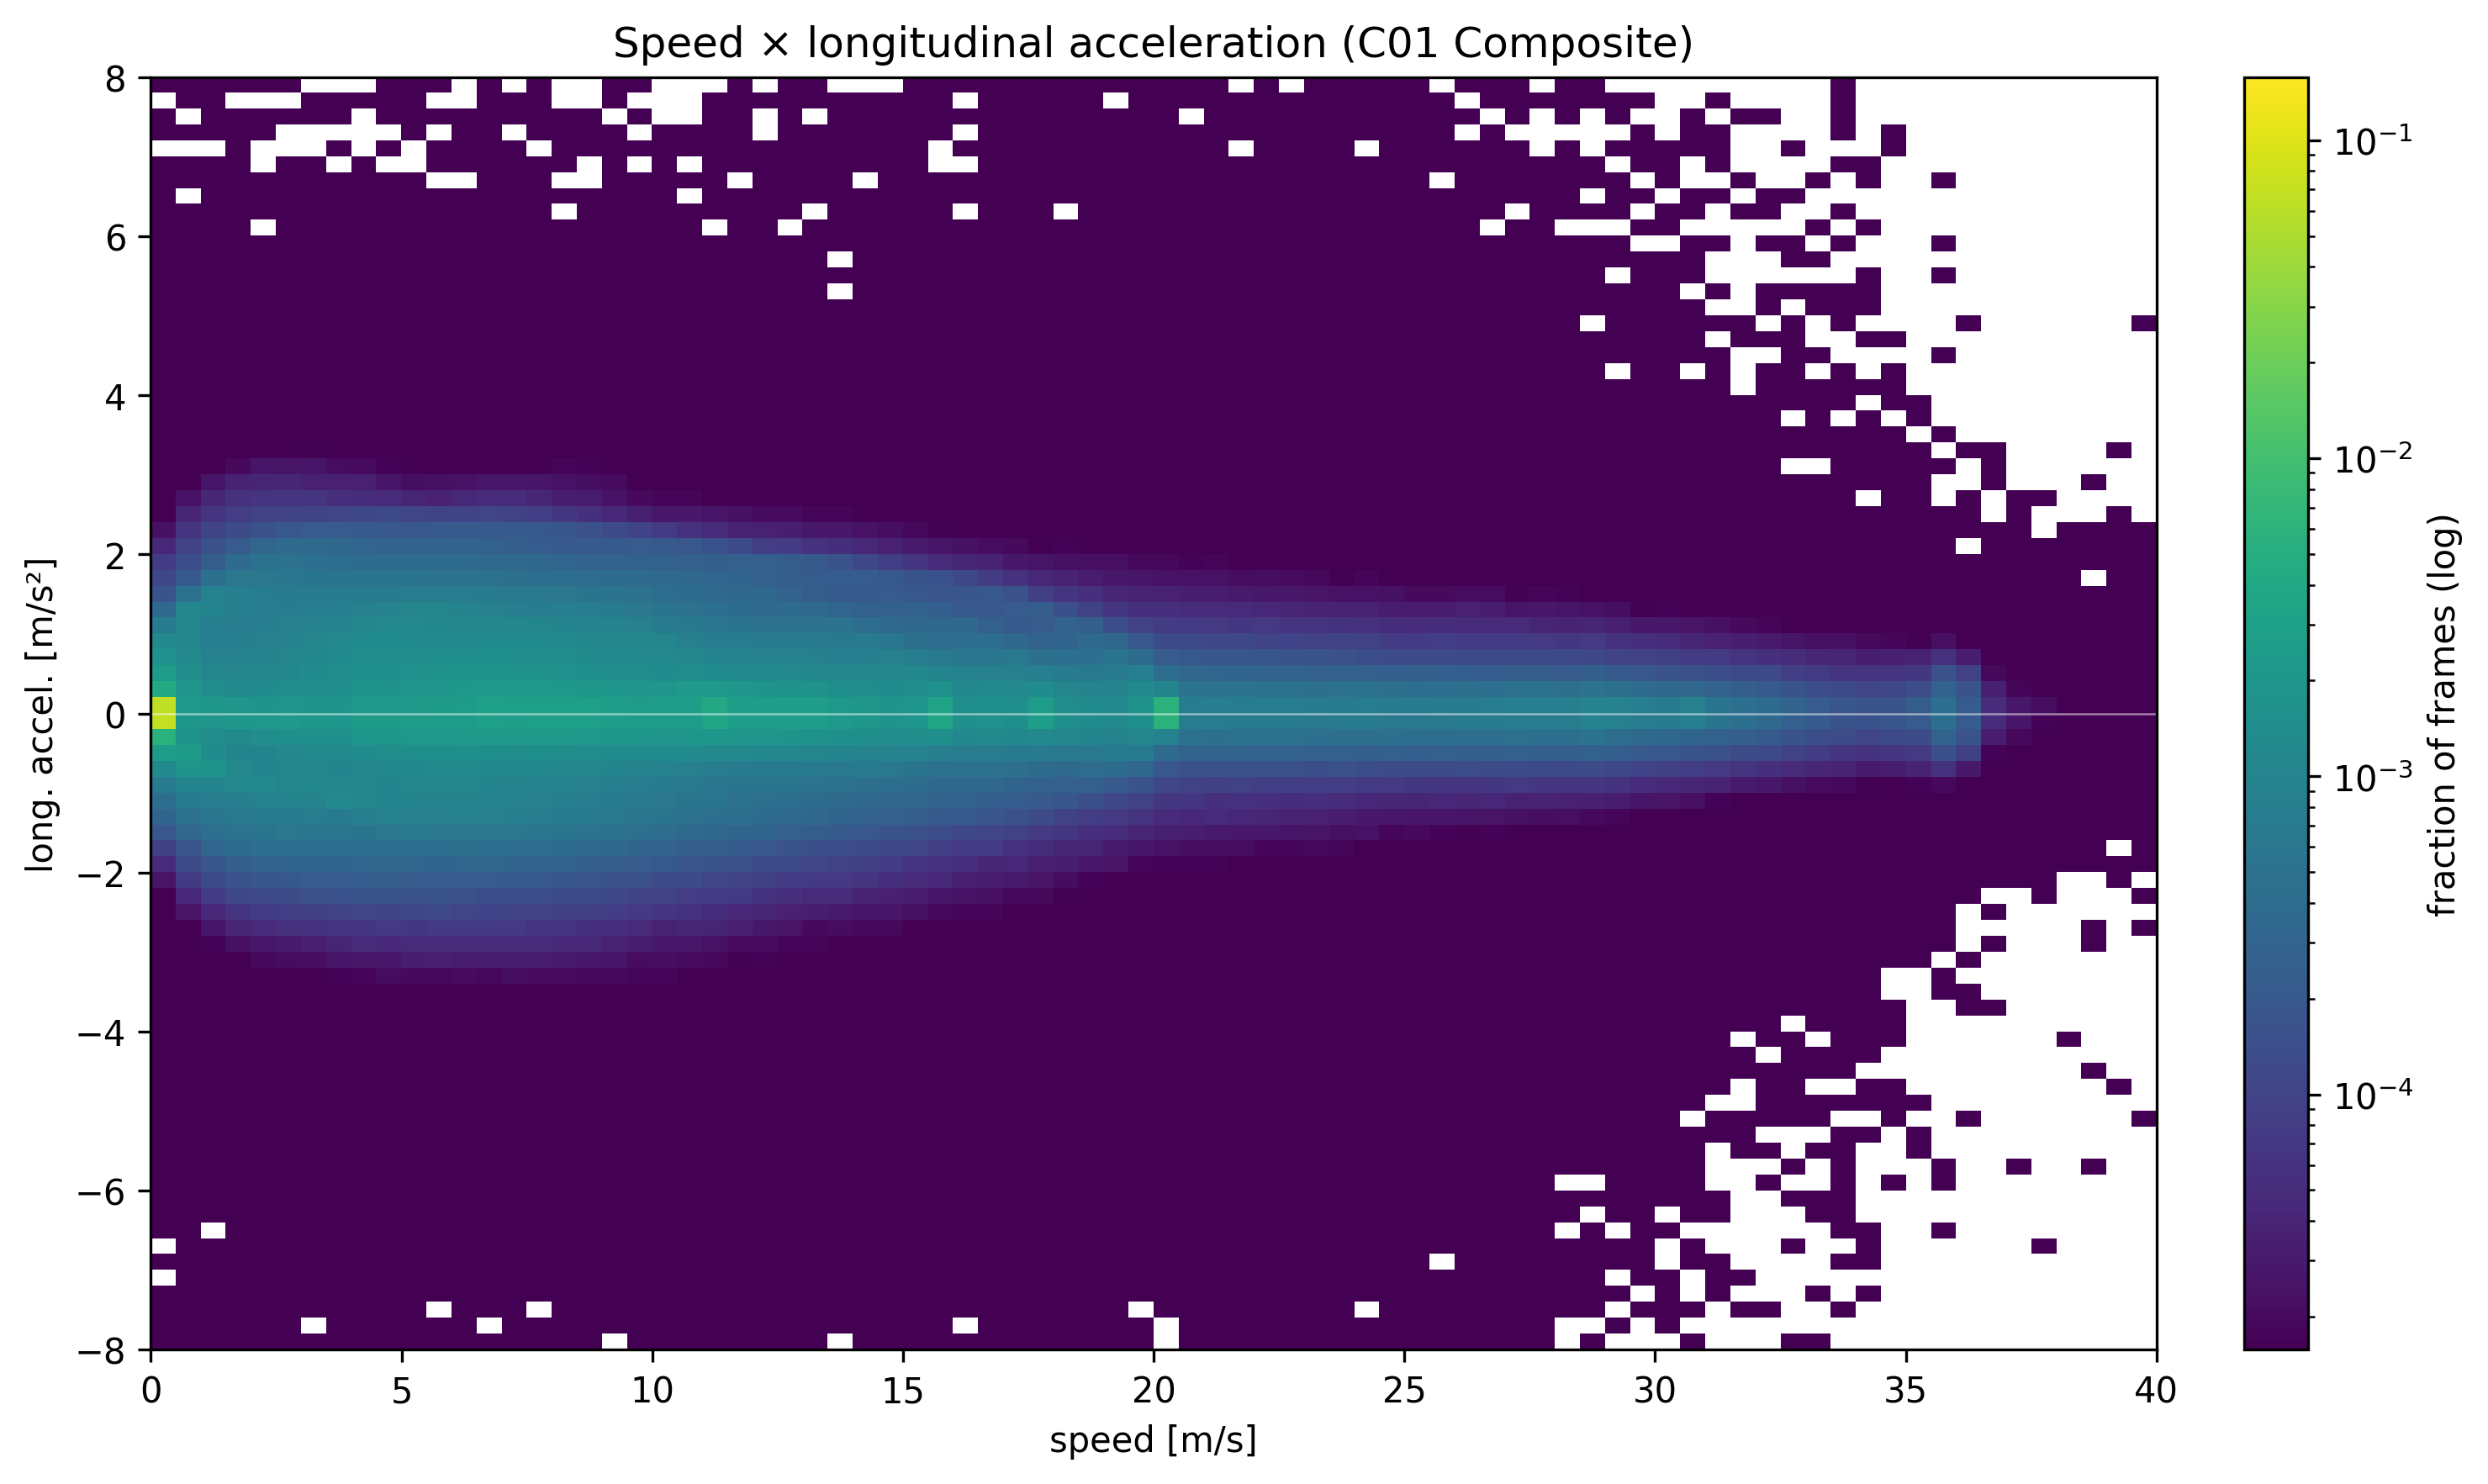 Speed × longitudinal acceleration (C01 Composite)
8
6
4
2
0
−2
−4
−6
−8
long. accel. [m/s²]
0 5 10 15 20 25 30 35 40
speed [m/s]
10⁻¹
10⁻²
10⁻³
10⁻⁴
fraction of frames (log)